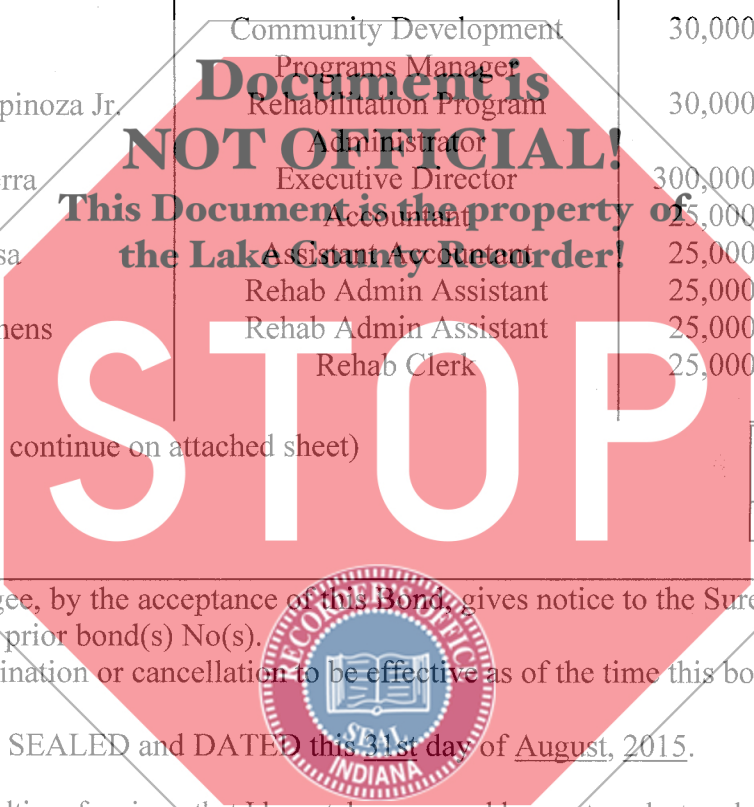 Community Development 30,000
Programs Manager
Document is
pinoza Jr. Rehabilitation Program 30,000
Administrator
NOT OFFICIAL!
erra Executive Director 300,000
This Document is the property of
Accountant 25,000
sa Assistant Accountant 25,000
the Lake County Recorder!
Rehab Admin Assistant 25,000
hens Rehab Admin Assistant 25,000
Rehab Clerk 25,000
STOP
continue on attached sheet)
gee, by the acceptance of this Bond, gives notice to the Sure
prior bond(s) No(s).
ination or cancellation to be effective as of the time this bo
RECORDER'S OFFICE
SEAL
INDIANA
SEALED and DATED this 31st day of August, 2015.